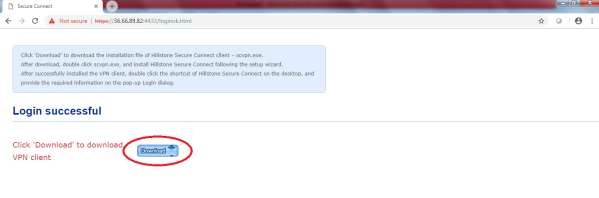 Secure Connect
Not secure | https://56.66.89.82:4433/loginok.html
Click 'Download' to download the installation file of Hillstone Secure Connect client - scvpn.exe.
After download, double click scvpn.exe, and install Hillstone Secure Connect following the setup wizard.
After successfully installed the VPN client, double click the shortcut of Hillstone Secure Connect on the desktop, and
provide the required information on the pop-up Login dialog.
Login successful
Click 'Download' to download
VPN client
Download